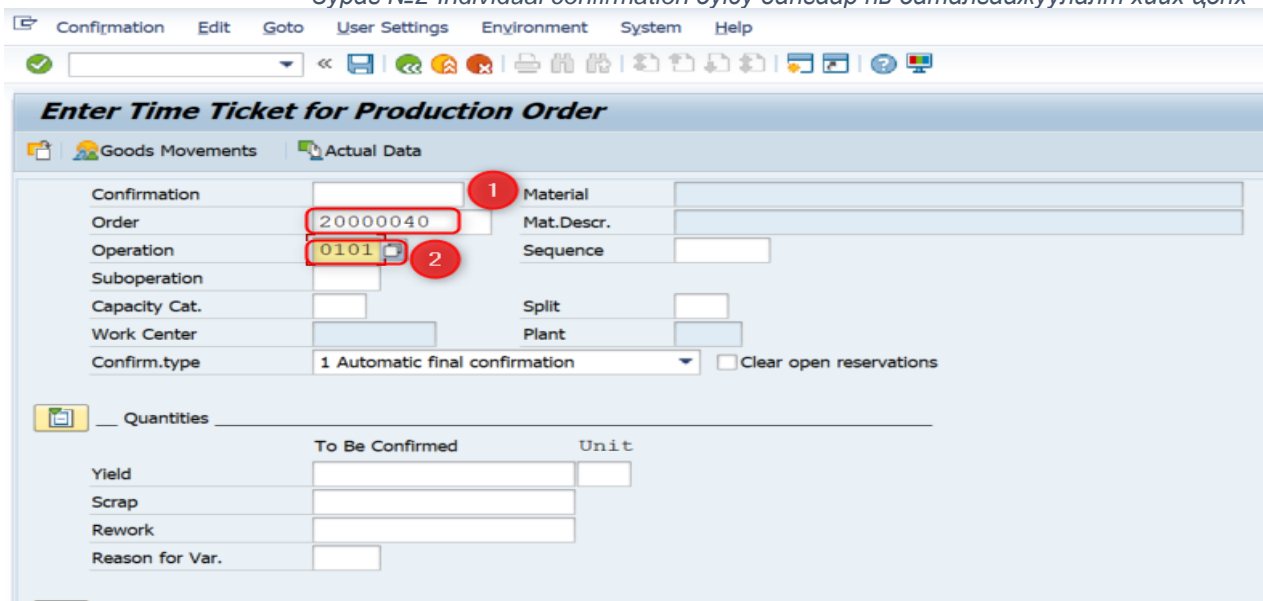 Confirmation Edit Goto User Settings Environment System Help
Enter Time Ticket for Production Order
Goods Movements Actual Data
Confirmation 1 Material
Order 20000040 Mat.Descr.
Operation 0101 2 Sequence
Suboperation
Capacity Cat. Split
Work Center Plant
Confirm.type 1 Automatic final confirmation Clear open reservations
Quantities
To Be Confirmed Unit
Yield
Scrap
Rework
Reason for Var.